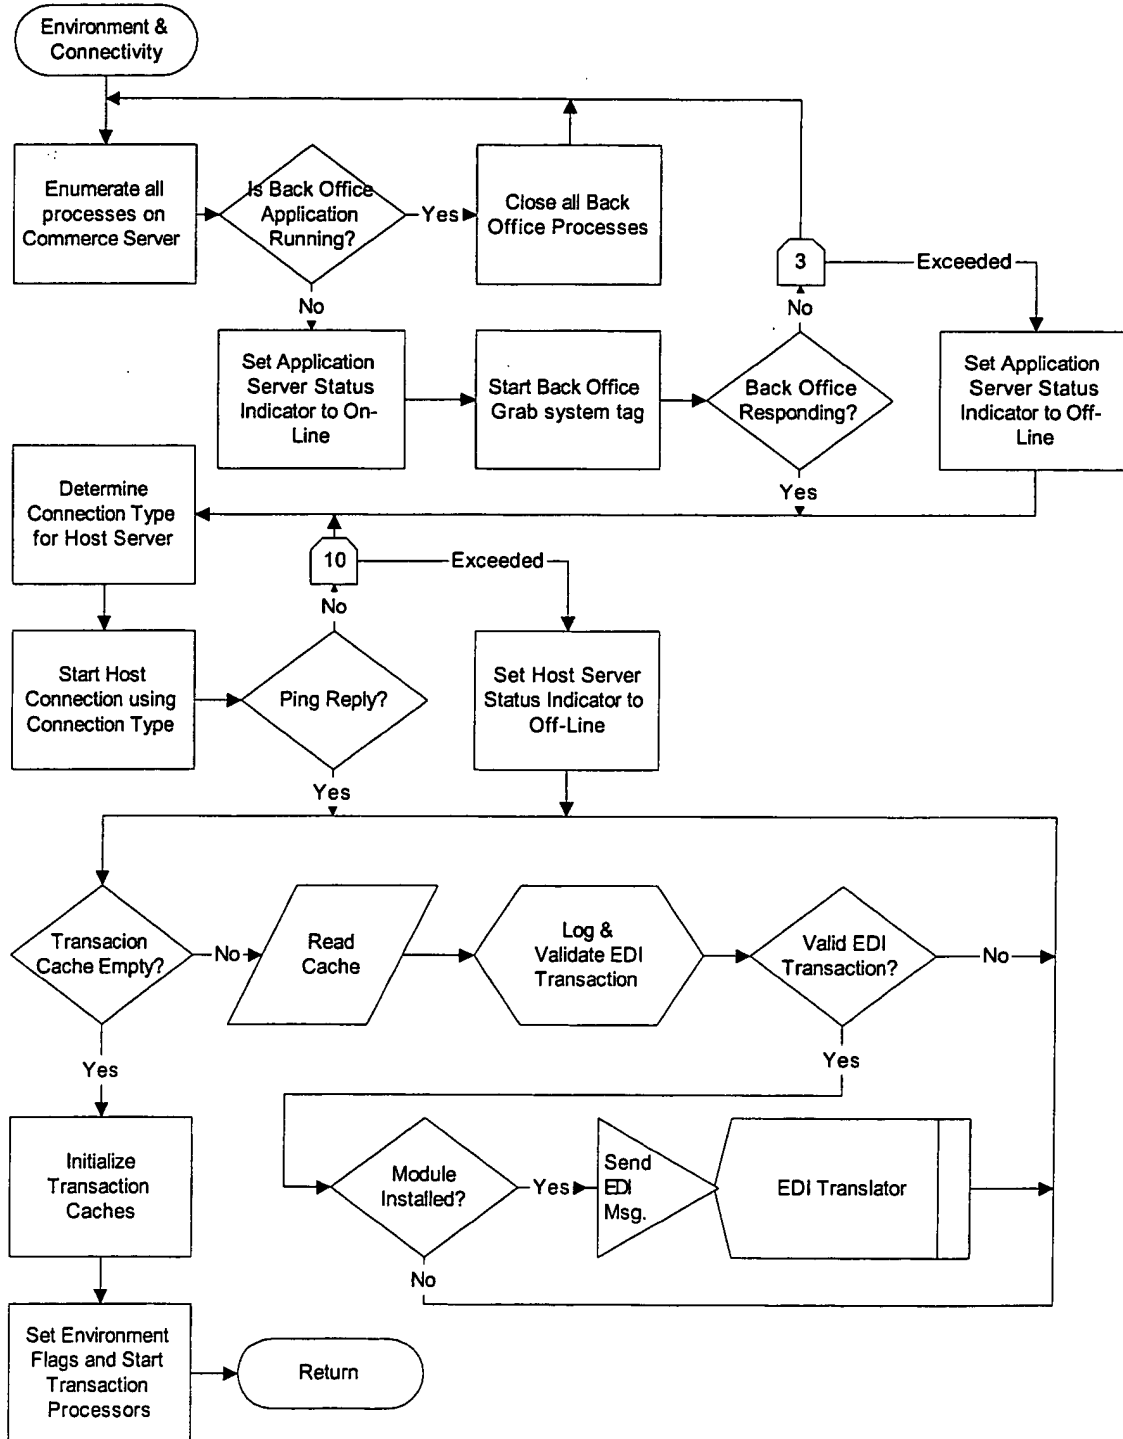 Environment &
Connectivity
Enumerate all
processes on
Commerce Server
Is Back Office
Application
Running?
Yes
Close all Back
Office Processes
3
Exceeded
No
No
Set Application
Server Status
Indicator to On-
Line
Start Back Office
Grab system tag
Back Office
Responding?
Set Application
Server Status
Indicator to Off-
Line
Yes
Determine
Connection Type
for Host Server
10
Exceeded
No
Start Host
Connection using
Connection Type
Ping Reply?
Set Host Server
Status Indicator to
Off-Line
Yes
Transacion
Cache Empty?
No
Read
Cache
Log &
Validate EDI
Transaction
Valid EDI
Transaction?
No
Yes
Yes
Initialize
Transaction
Caches
Module
Installed?
Yes
Send
EDI
Msg.
EDI Translator
No
Set Environment
Flags and Start
Transaction
Processors
Return